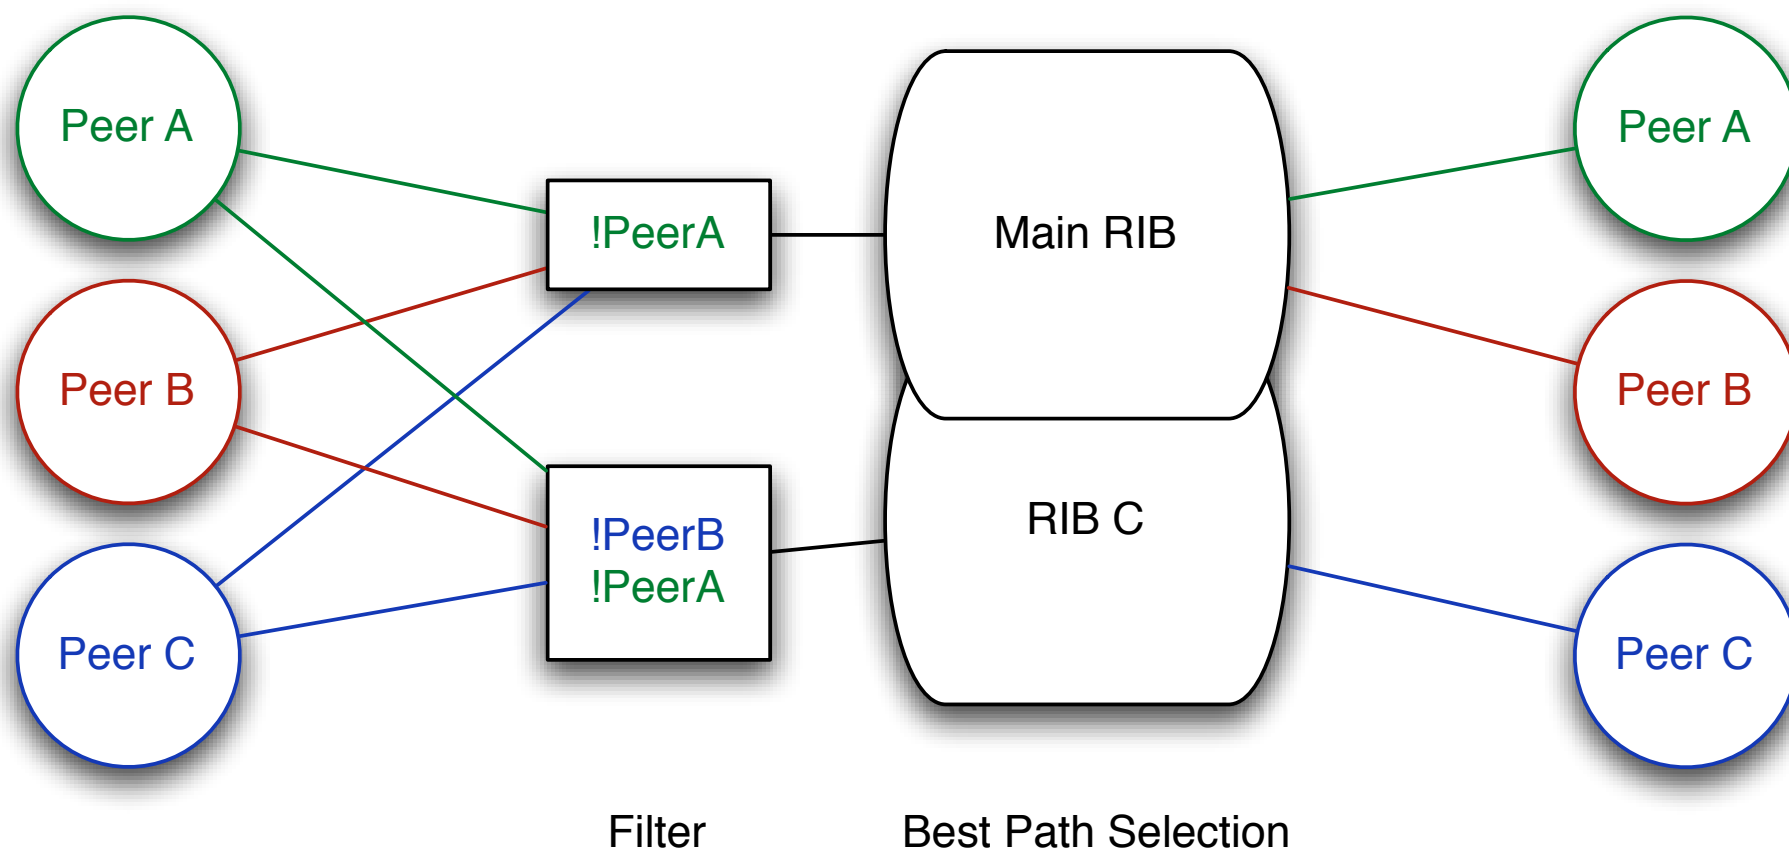 Peer A
Peer B
Peer C
!PeerA
!PeerB
!PeerA
Main RIB
RIB C
Peer A
Peer B
Peer C
Filter
Best Path Selection